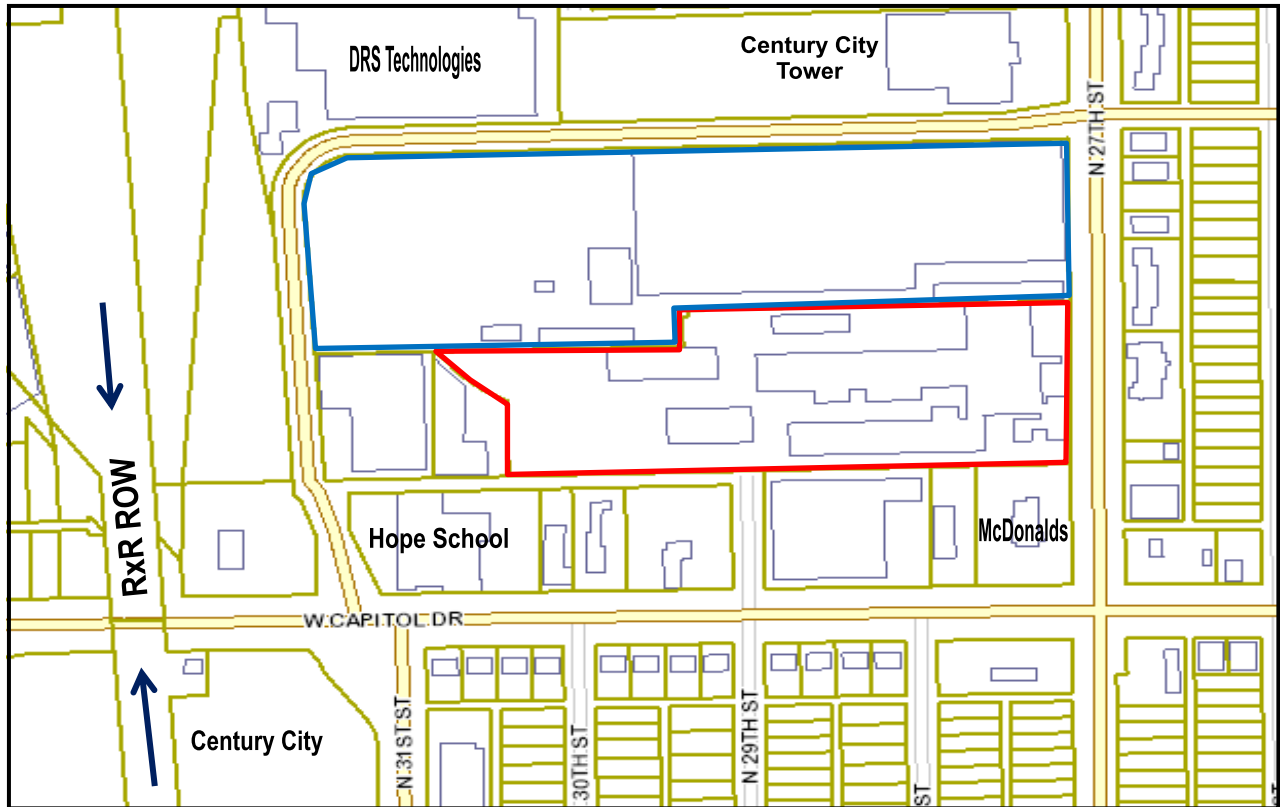 DRS Technologies
Century City
Tower
N 27TH ST
RxR ROW
Hope School
McDonalds
W CAPITOL DR
Century City
N 31ST ST
30TH ST
N 29TH ST
ST